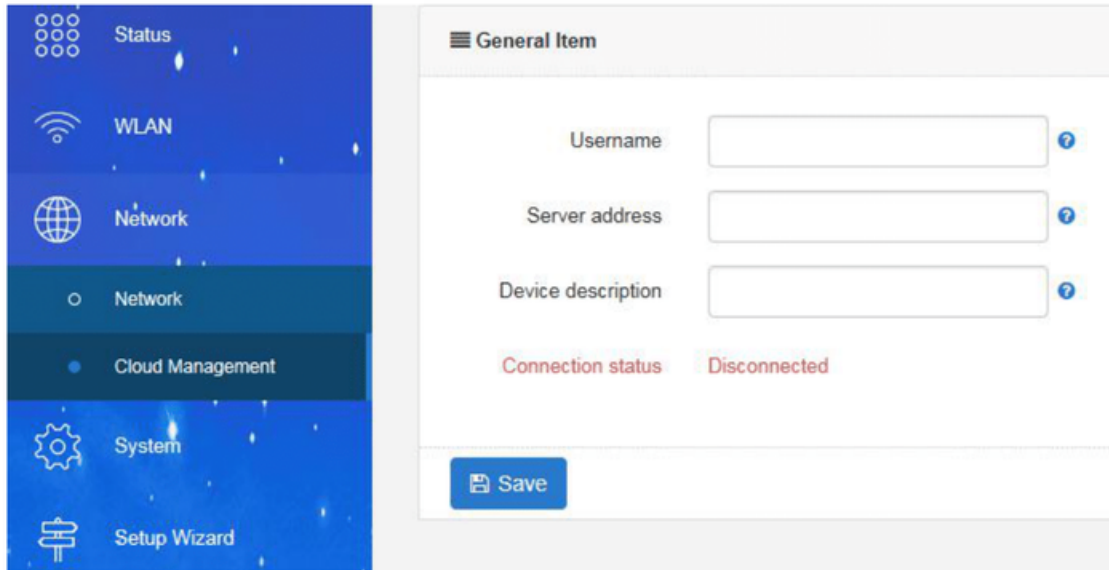 Status
WLAN
Network
Network
Cloud Management
System
Setup Wizard
General Item
Username
Server address
Device description
Connection status Disconnected
Save